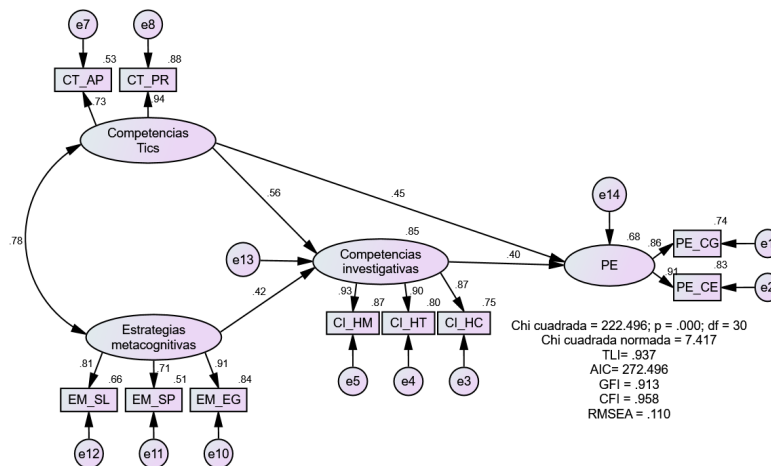 e7
e8
.53
.88
CT_AP
CT_PR
.73
.94
Competencias
Tics
.78
.56
.45
.42
.40
e13
.85
Competencias
investigativas
.93
.87
.90
.80
.87
.75
CI_HM
CI_HT
CI_HC
e5
e4
e3
e14
.68
PE
.86
.74
PE_CG
e1
.91
.83
PE_CE
e2
Estrategias
metacognitivas
.81
.66
.71
.51
.91
.84
EM_SL
EM_SP
EM_EG
e12
e11
e10
Chi cuadrada = 222.496; p = .000; df = 30
Chi cuadrada normada = 7.417
TLI= .937
AIC= 272.496
GFI = .913
CFI = .958
RMSEA = .110